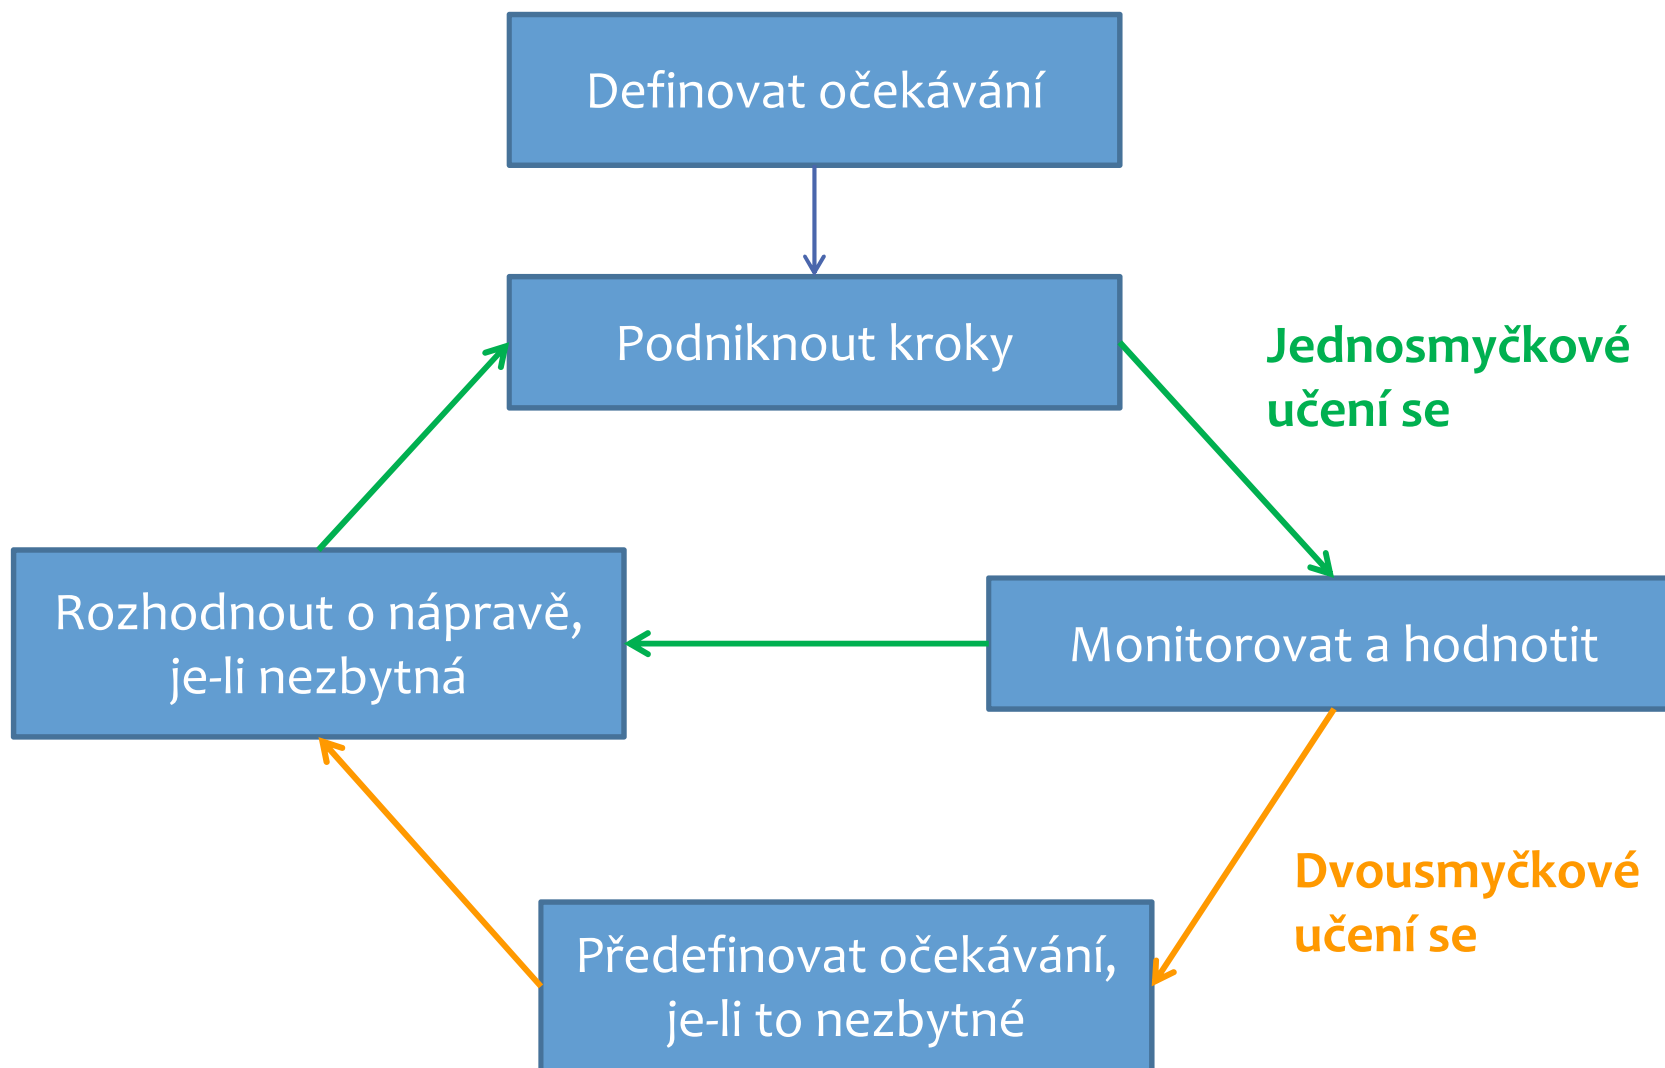 Definovat očekávání
Podniknout kroky
Jednosmyčkové
učení se
Rozhodnout o nápravě,
je-li nezbytná
Monitorovat a hodnotit
Dvousmyčkové
učení se
Předefinovat očekávání,
je-li to nezbytné